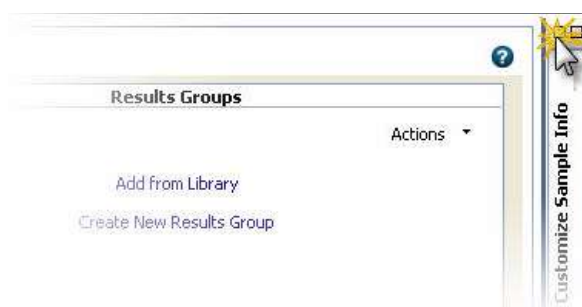 ?
Results Groups
Actions
Add from Library
Create New Results Group
Customize Sample Info